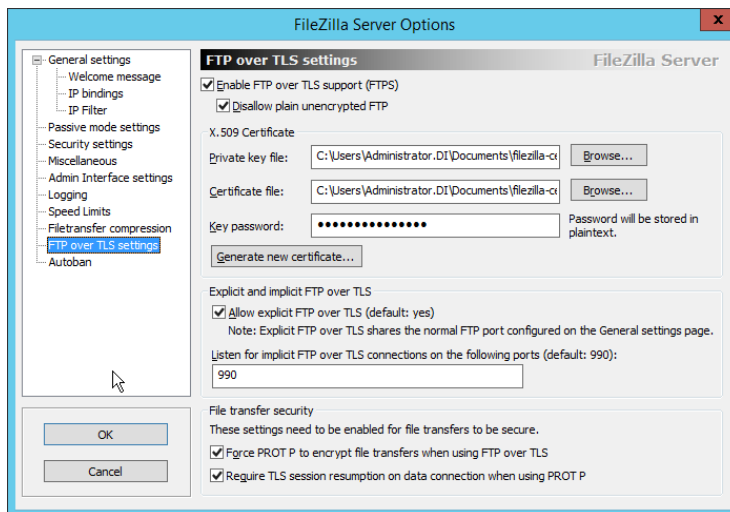 FileZilla Server Options
x
General settings
Welcome message
IP bindings
IP Filter
Passive mode settings
Security settings
Miscellaneous
Admin Interface settings
Logging
Speed Limits
Filetransfer compression
FTP over TLS settings
Autoban
OK
Cancel
FTP over TLS settings
FileZilla Server
Enable FTP over TLS support (FTPS)
Disallow plain unencrypted FTP
X.509 Certificate
Private key file:
C:\Users\Administrator.DI\Documents\filezilla-ce
Browse...
Certificate file:
C:\Users\Administrator.DI\Documents\filezilla-ce
Browse...
Key password:
•••••••••••••••
Password will be stored in
plaintext.
Generate new certificate...
Explicit and implicit FTP over TLS
Allow explicit FTP over TLS (default: yes)
Note: Explicit FTP over TLS shares the normal FTP port configured on the General settings page.
Listen for implicit FTP over TLS connections on the following ports (default: 990):
990
File transfer security
These settings need to be enabled for file transfers to be secure.
Force PROT P to encrypt file transfers when using FTP over TLS
Require TLS session resumption on data connection when using PROT P